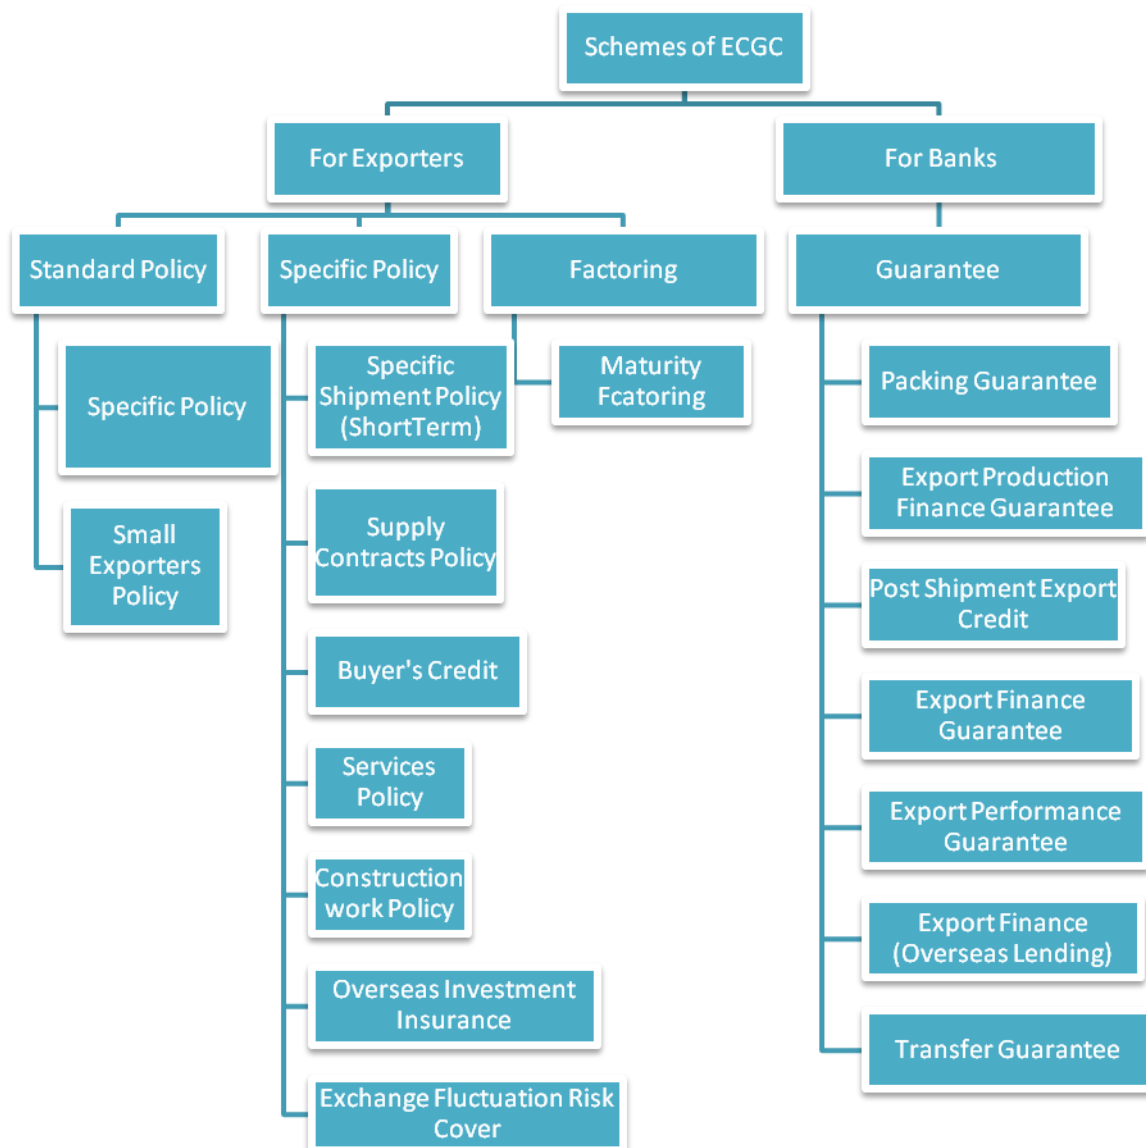 Schemes of ECGC
For Exporters
For Banks
Standard Policy
Specific Policy
Factoring
Guarantee
Specific Policy
Small
Exporters
Policy
Specific
Shipment Policy
(ShortTerm)
Supply
Contracts Policy
Buyer's Credit
Services
Policy
Construction
work Policy
Overseas Investment
Insurance
Exchange Fluctuation Risk
Cover
Maturity
Fcatoring
Packing Guarantee
Export Production
Finance Guarantee
Post Shipment Export
Credit
Export Finance
Guarantee
Export Performance
Guarantee
Export Finance
(Overseas Lending)
Transfer Guarantee